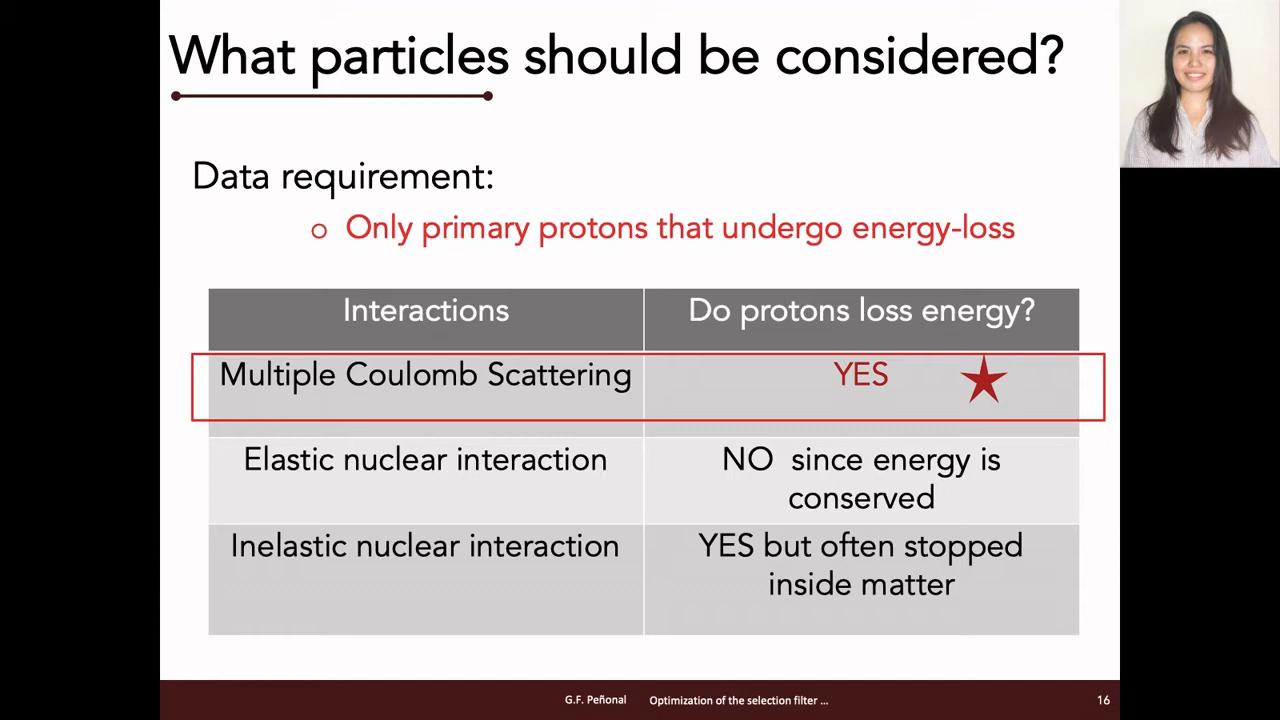 What particles should be considered?
Data requirement:
o Only primary protons that undergo energy-loss
Interactions
Do protons loss energy?
Multiple Coulomb Scattering
YES
Elastic nuclear interaction
NO since energy is
conserved
Inelastic nuclear interaction
YES but often stopped
inside matter
G.F. Peñonal
Optimization of the selection filter ...
16